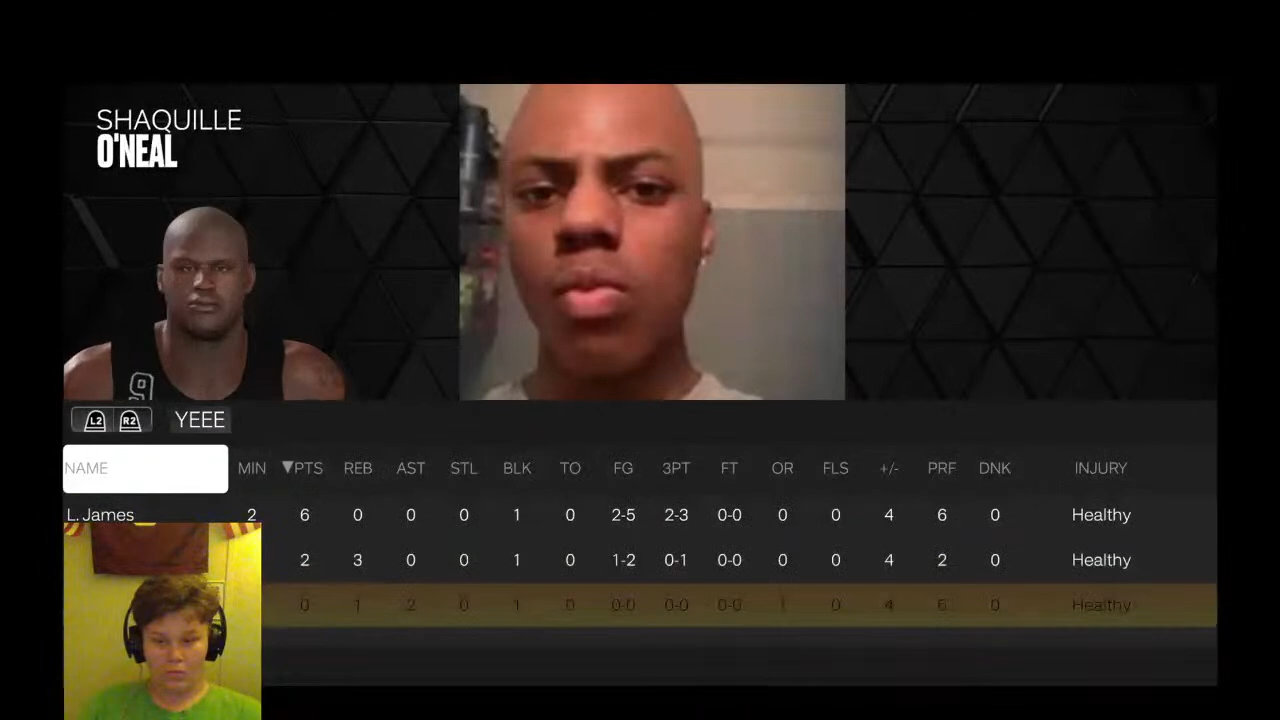 SHAQUILLE
O'NEAL
9
L2 R2 YEEE
NAME MIN ▼PTS REB AST STL BLK TO FG 3PT FT OR FLS +/- PRF DNK INJURY
L. James 2 6 0 0 0 1 0 2-5 2-3 0-0 0 0 4 6 0 Healthy
2 3 0 0 1 0 1-2 0-1 0-0 0 0 4 2 0 Healthy
0 1 2 0 1 0 0-0 0-0 0-0 1 0 4 6 0 Healthy